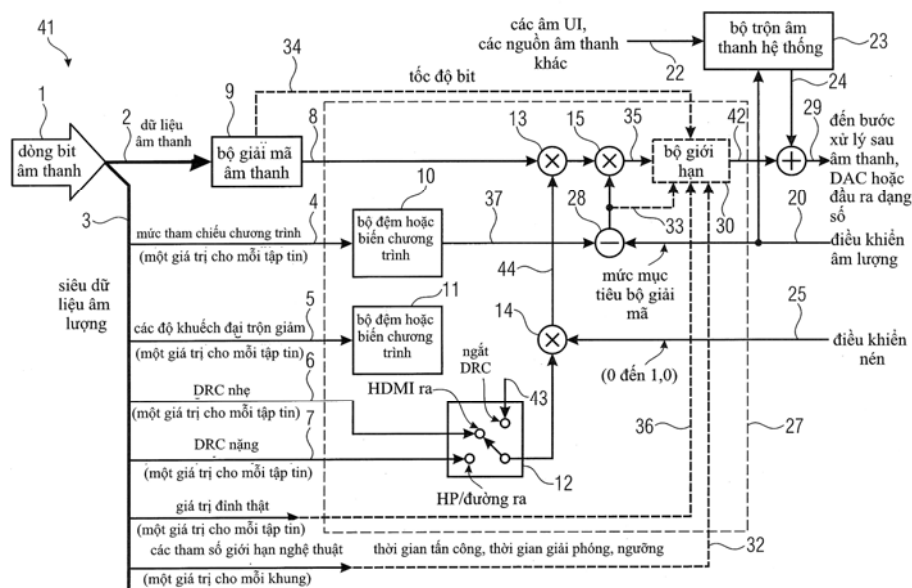 41
các âm UI,
các nguồn âm thanh
khác
22
bộ trộn âm
thanh hệ thống
23
24
34
tốc độ bit
1
dòng bit
âm thanh
2
dữ liệu
âm thanh
9
bộ giải mã
âm thanh
8
13
15
35
bộ giới
hạn
42
29
đến bước
xử lý sau
âm thanh,
DAC hoặc
đầu ra dạng
số
30
3
4
mức tham chiếu chương trình
(một giá trị cho mỗi tập tin)
10
bộ đệm hoặc
biến chương
trình
37
28
33
20
điều khiển
âm lượng
mức mục
tiêu bộ giải
mã
44
siêu dữ
liệu âm
lượng
5
các độ khuếch đại trộn giảm
(một giá trị cho mỗi tập tin)
11
bộ đệm hoặc
biến chương
trình
14
25
điều khiển
nén
(0 đến 1,0)
6
DRC nhẹ
(một giá trị cho mỗi tập tin)
ngắt
DRC
HDMI ra
43
7
DRC nặng
(một giá trị cho mỗi tập tin)
12
HP/đường ra
36
27
giá trị đỉnh thật
(một giá trị cho mỗi tập tin)
các tham số giới hạn nghệ thuật
thời gian tấn công, thời gian giải phóng, ngưỡng
32
(một giá trị cho mỗi khung)